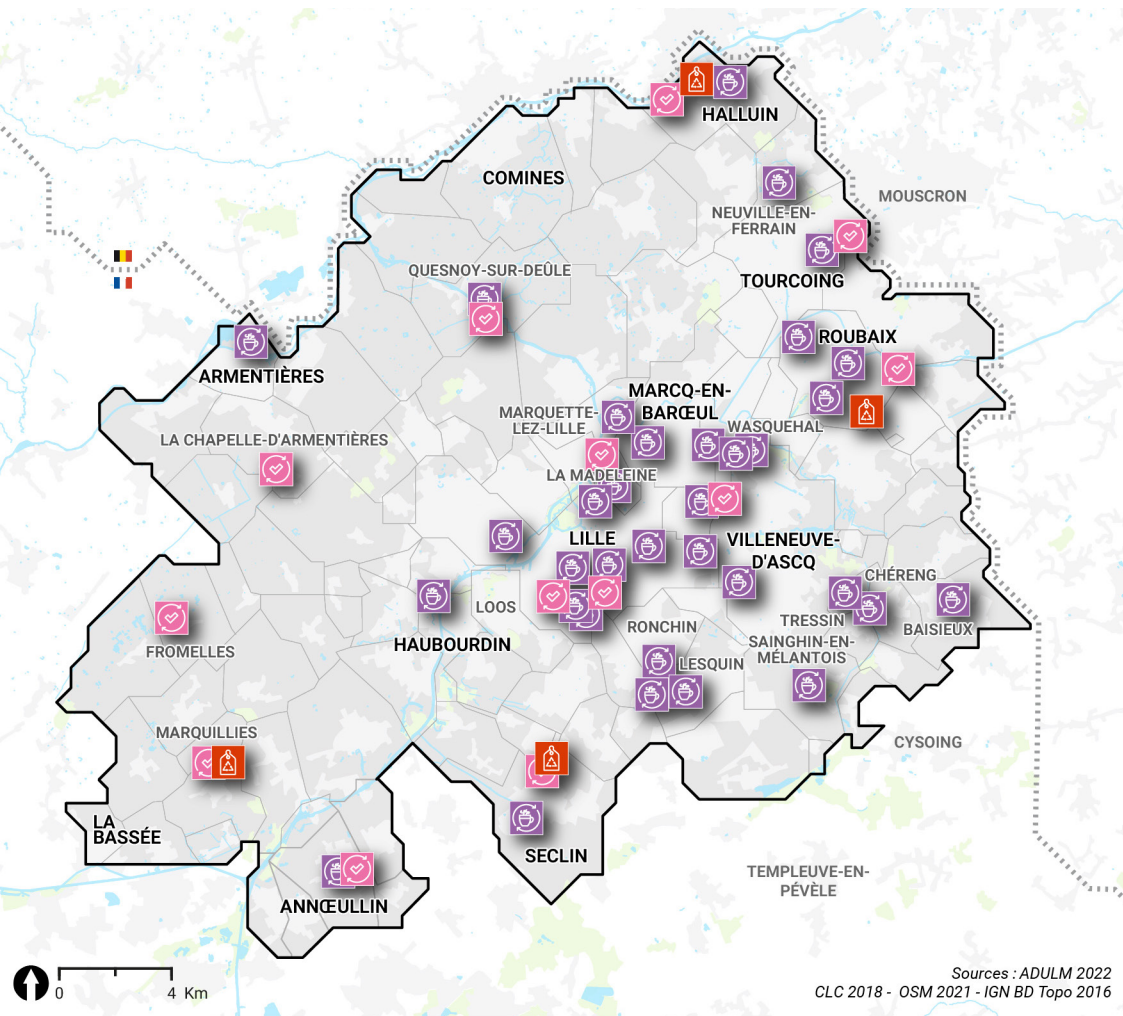 HALLUIN
COMINES
NEUVILLE-EN-
FERRAIN
MOUSCRON
QUESNOY-SUR-DEÛLE
TOURCOING
ROUBAIX
ARMENTIÈRES
MARCQ-EN-
BARŒUL
MARQUETTE-
LEZ-LILLE
WASQUEHAL
LA CHAPELLE-D'ARMENTIÈRES
LA MADELEINE
LILLE
VILLENEUVE-
D'ASCQ
CHÉRENG
LOOS
TRESSIN
BAISIEUX
RONCHIN
HAUBOURDIN
SAINGHIN-EN-
MÉLANTOIS
FROMELLES
LESQUIN
MARQUILLIES
CYSOING
LA
BASSÉE
SECLIN
TEMPLEUVE-EN-
PÉVÈLE
ANNŒULLIN
0 4 Km
Sources : ADULM 2022
CLC 2018 - OSM 2021 - IGN BD Topo 2016